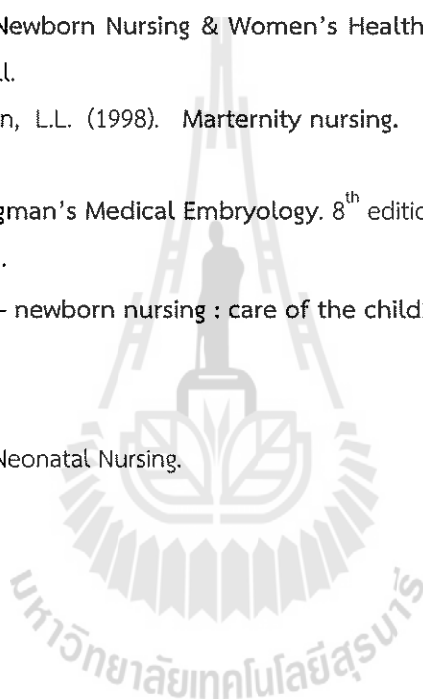 Newborn Nursing & Women's Health
ll.
n, L.L. (1998). Marternity nursing.
gman's Medical Embryology. 8th editio
.
- newborn nursing : care of the child
Neonatal Nursing.
มหาวิทยาลัยเทคโนโลยีสุรนารี